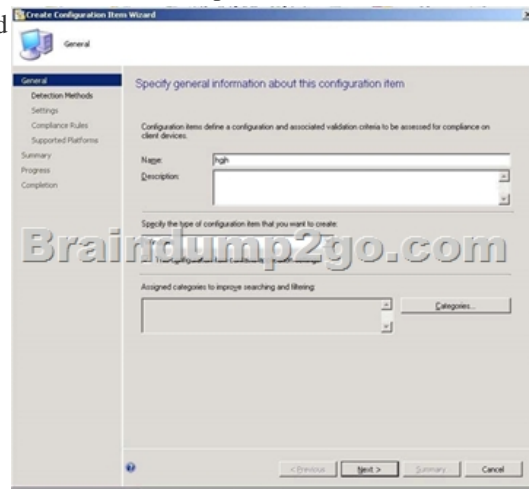 d
Create Configuration Item Wizard
General
General
Detection Methods
Settings
Compliance Rules
Supported Platforms
Summary
Progress
Completion
Specify general information about this configuration item
Configuration items define a configuration and associated validation criteria to be assessed for compliance on
client devices.
Name: hgjh
Description:
Specify the type of configuration item that you want to create:
Braindump2go.com
Assigned categories to improve searching and filtering:
Categories...
< Previous
Next >
Summary
Cancel